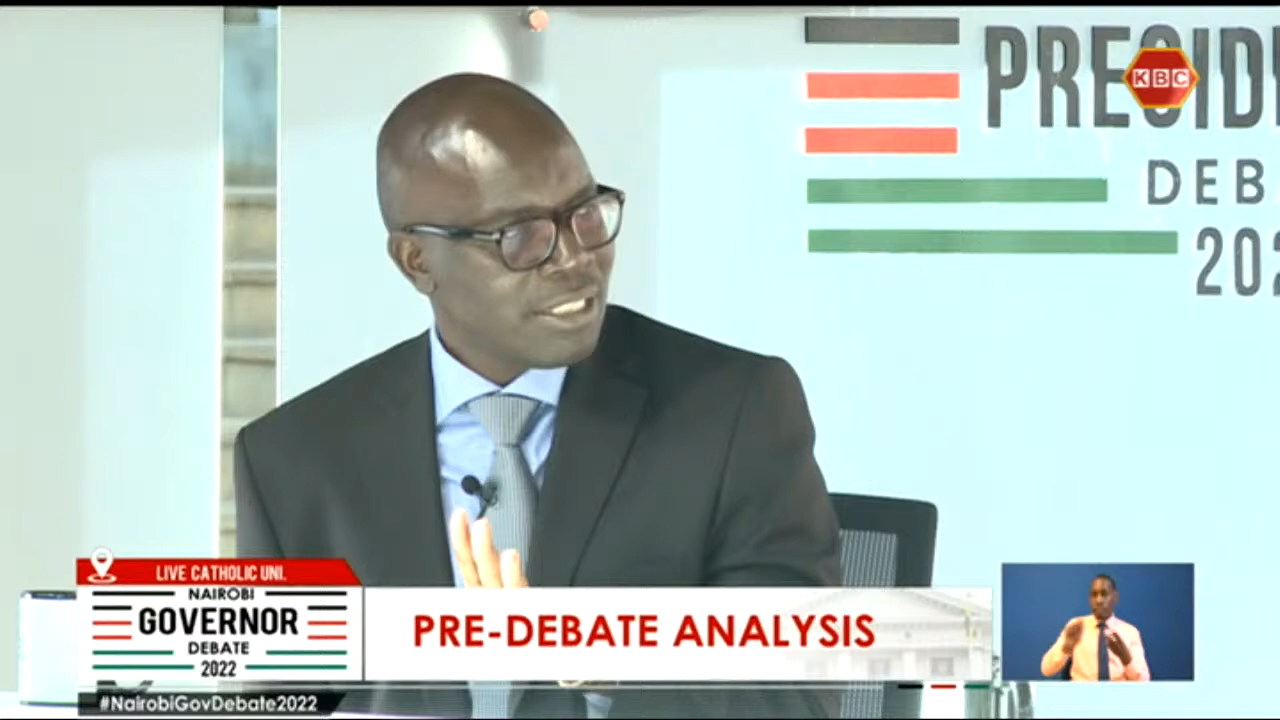 PRESID
KBC
DEB
202
LIVE CATHOLIC UNI.
NAIROBI
GOVERNOR
DEBATE
2022
PRE-DEBATE ANALYSIS
#NairobiGovDebate2022